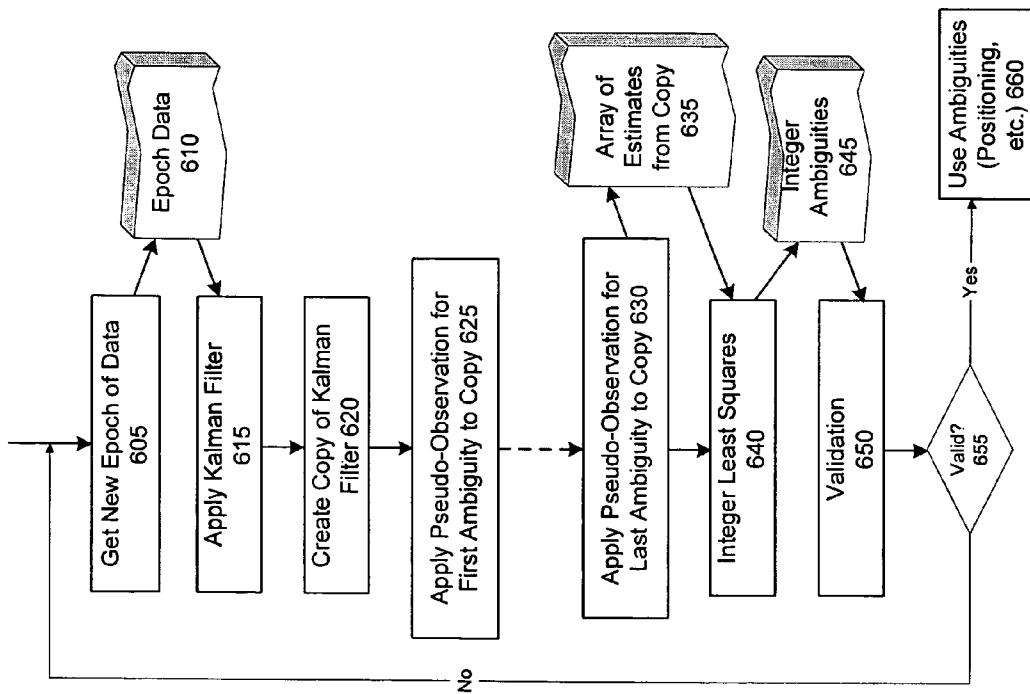 Get New Epoch of Data
605
Epoch Data
610
Apply Kalman Filter
615
Create Copy of Kalman
Filter 620
Apply Pseudo-Observation for
First Ambiguity to Copy 625
Apply Pseudo-Observation for
Last Ambiguity to Copy 630
Array of
Estimates
from Copy
635
Integer Least Squares
640
Integer
Ambiguities
645
Validation
650
Valid?
655
No
Yes
Use Ambiguities
(Positioning,
etc.) 660